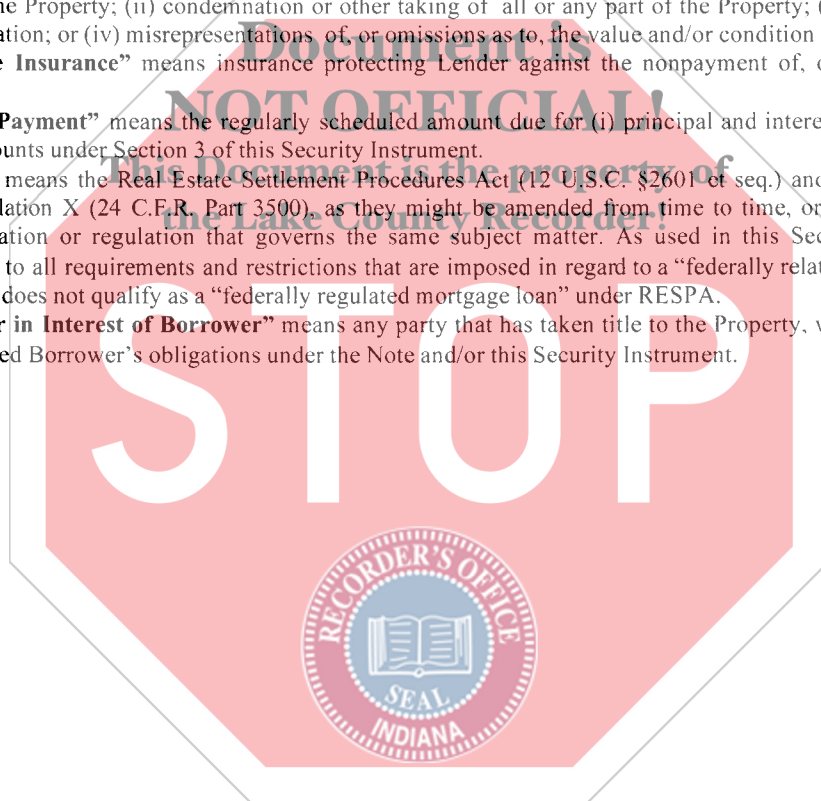 he Property; (ii) condemnation or other taking of all or any part of the Property; (
ation; or (iv) misrepresentations of, or omissions as to, the value and/or condition
e Insurance” means insurance protecting Lender against the nonpayment of, o
Payment” means the regularly scheduled amount due for (i) principal and intere
ounts under Section 3 of this Security Instrument.
means the Real Estate Settlement Procedures Act (12 U.S.C. §2601 et seq.) and
lation X (24 C.F.R. Part 3500), as they might be amended from time to time, or
ation or regulation that governs the same subject matter. As used in this Sec
to all requirements and restrictions that are imposed in regard to a “federally relat
does not qualify as a “federally regulated mortgage loan” under RESPA.
r in Interest of Borrower” means any party that has taken title to the Property, w
ed Borrower’s obligations under the Note and/or this Security Instrument.
Document is
NOT OFFICIAL!
This Document is the property of
the Lake County Recorder!
STOP
RECORDER'S OFFICE
SEAL
INDIANA